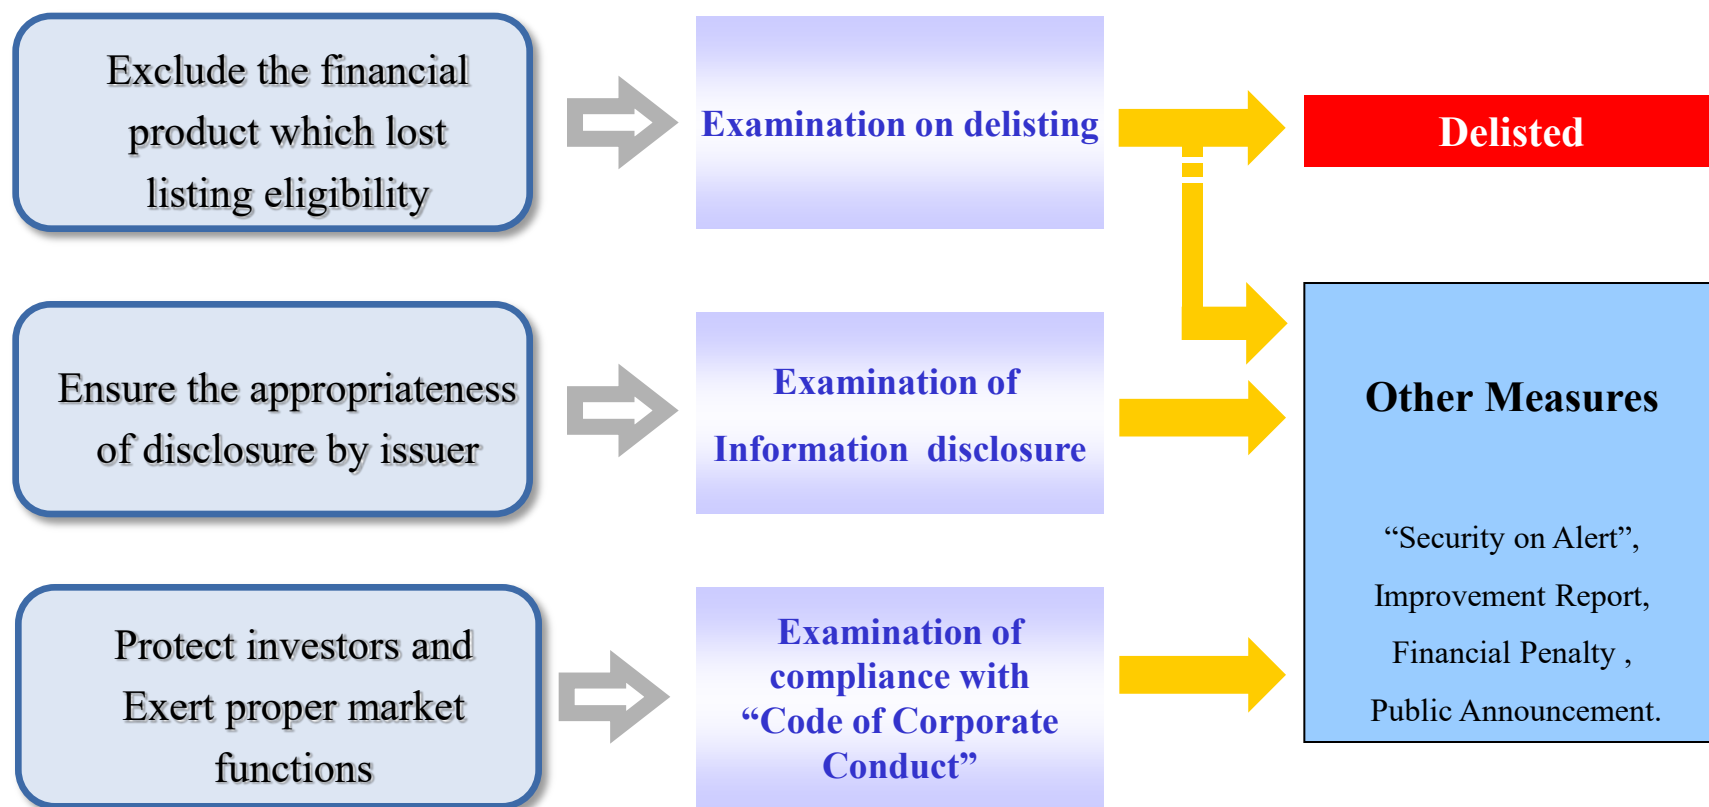 Exclude the financial
product which lost
listing eligibility
Examination on delisting
Delisted
Ensure the appropriateness
of disclosure by issuer
Examination of
Information disclosure
Other Measures
“Security on Alert”,
Improvement Report,
Financial Penalty ,
Public Announcement.
Protect investors and
Exert proper market
functions
Examination of
compliance with
“Code of Corporate
Conduct”